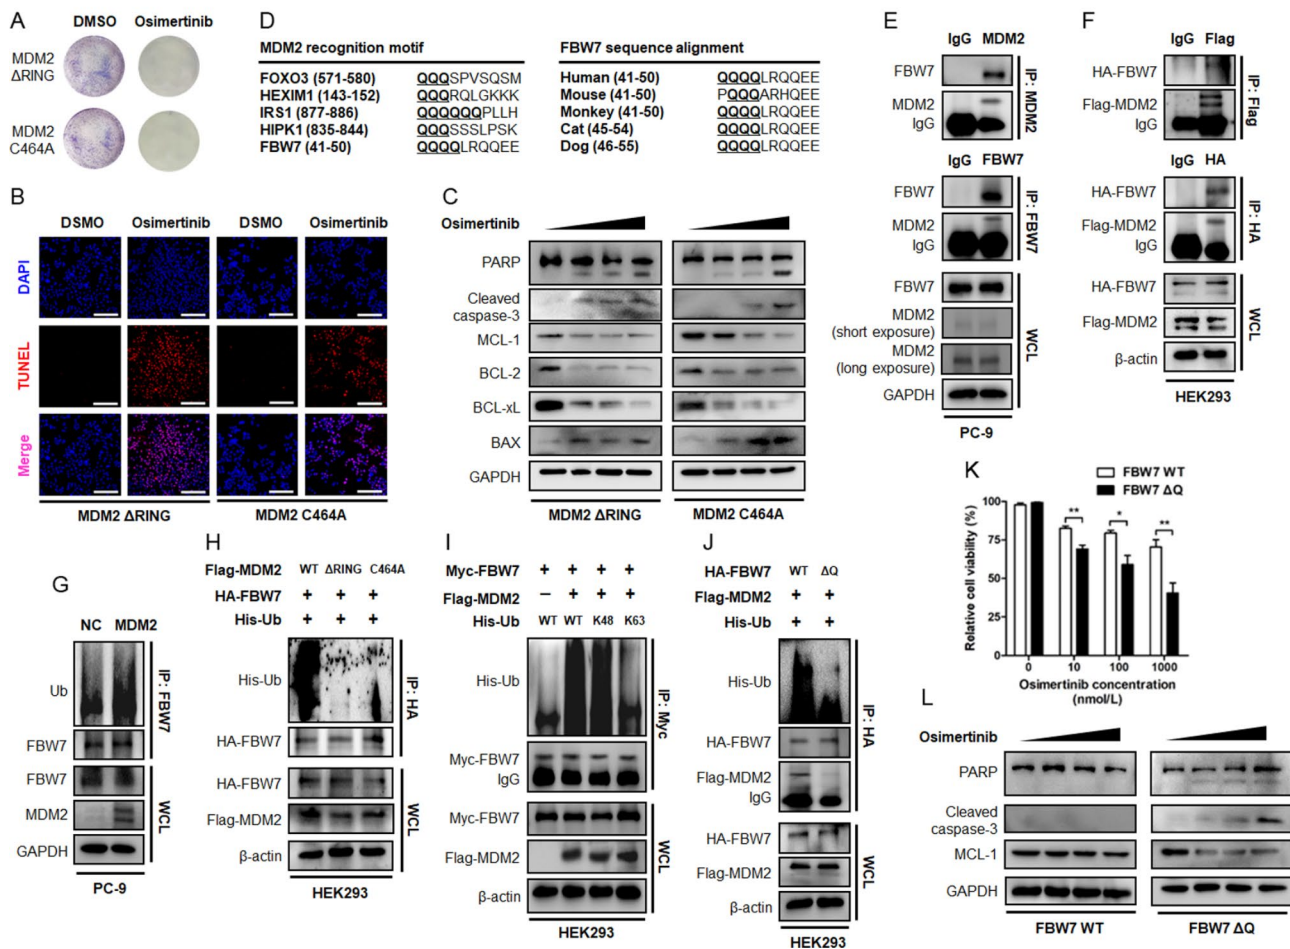 A
DMSO Osimertinib
MDM2
ΔRING
MDM2
C464A
D
MDM2 recognition motif
FOXO3 (571-580) QQQSPVSQSM
HEXIM1 (143-152) QQQRQLGKKK
IRS1 (877-886) QQQQQQPLLH
HIPK1 (835-844) QQQSSSLPSK
FBW7 (41-50) QQQQLRQQEE
FBW7 sequence alignment
Human (41-50) QQQQLRQQEE
Mouse (41-50) PQQQARHQEE
Monkey (41-50) QQQQLRQQEE
Cat (45-54) QQQQLRQQEE
Dog (46-55) QQQQLRQQEE
B
DSMO Osimertinib DSMO Osimertinib
DAPI
TUNEL
Merge
MDM2 ΔRING MDM2 C464A
C
Osimertinib
PARP
Cleaved
caspase-3
MCL-1
BCL-2
BCL-xL
BAX
GAPDH
MDM2 ΔRING MDM2 C464A
E
IgG MDM2
FBW7
MDM2
IgG
IP: MDM2
IgG FBW7
FBW7
MDM2
IgG
IP: FBW7
FBW7
MDM2
(short exposure)
MDM2
(long exposure)
GAPDH
WCL
PC-9
F
IgG Flag
HA-FBW7
Flag-MDM2
IgG
IP: Flag
IgG HA
HA-FBW7
Flag-MDM2
IgG
IP: HA
HA-FBW7
Flag-MDM2
β-actin
WCL
HEK293
G
NC MDM2
Ub
FBW7
IP: FBW7
FBW7
MDM2
GAPDH
WCL
PC-9
H
Flag-MDM2 WT ΔRING C464A
HA-FBW7 + + +
His-Ub + + +
His-Ub
HA-FBW7
IP: HA
HA-FBW7
Flag-MDM2
β-actin
WCL
HEK293
I
Myc-FBW7 + + + +
Flag-MDM2 − + + +
His-Ub WT WT K48 K63
His-Ub
Myc-FBW7
IgG
IP: Myc
Myc-FBW7
Flag-MDM2
β-actin
WCL
HEK293
J
HA-FBW7 WT ΔQ
Flag-MDM2 + +
His-Ub + +
His-Ub
HA-FBW7
Flag-MDM2
IgG
IP: HA
HA-FBW7
Flag-MDM2
β-actin
WCL
HEK293
K
FBW7 WT
FBW7 ΔQ
Relative cell viability (%)
100
75
50
25
0
** * **
0 10 100 1000
Osimertinib concentration
(nmol/L)
L
Osimertinib
PARP
Cleaved
caspase-3
MCL-1
GAPDH
FBW7 WT FBW7 ΔQ